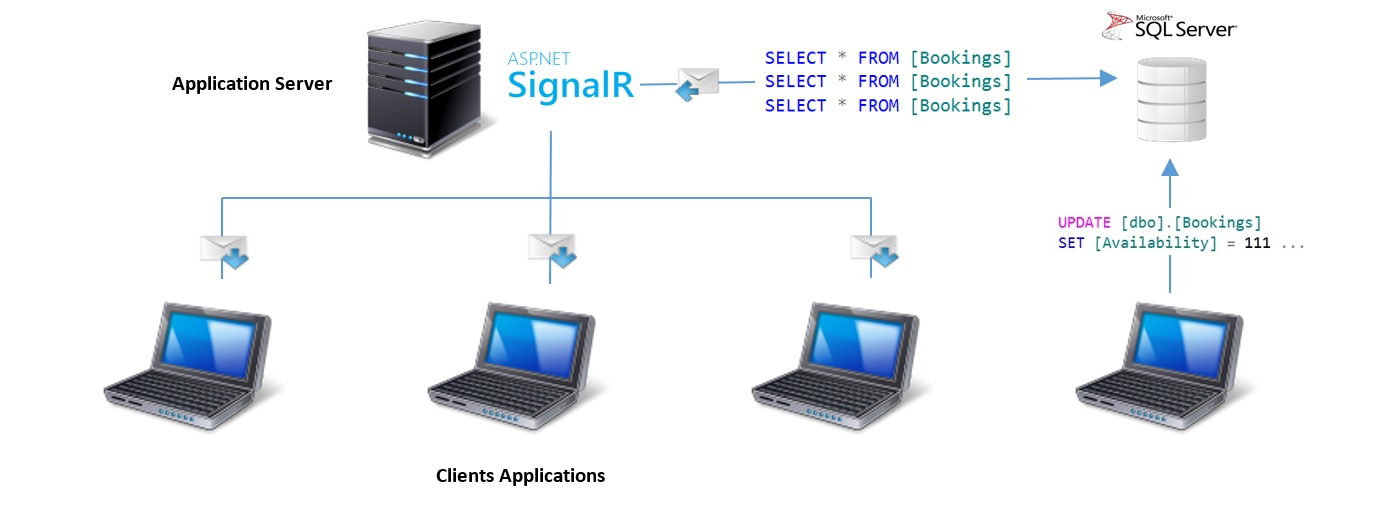 Application Server
ASP.NET
SignalR
SELECT * FROM [Bookings]
SELECT * FROM [Bookings]
SELECT * FROM [Bookings]
Microsoft®
SQL Server®
UPDATE [dbo].[Bookings]
SET [Availability] = 111 ...
Clients Applications